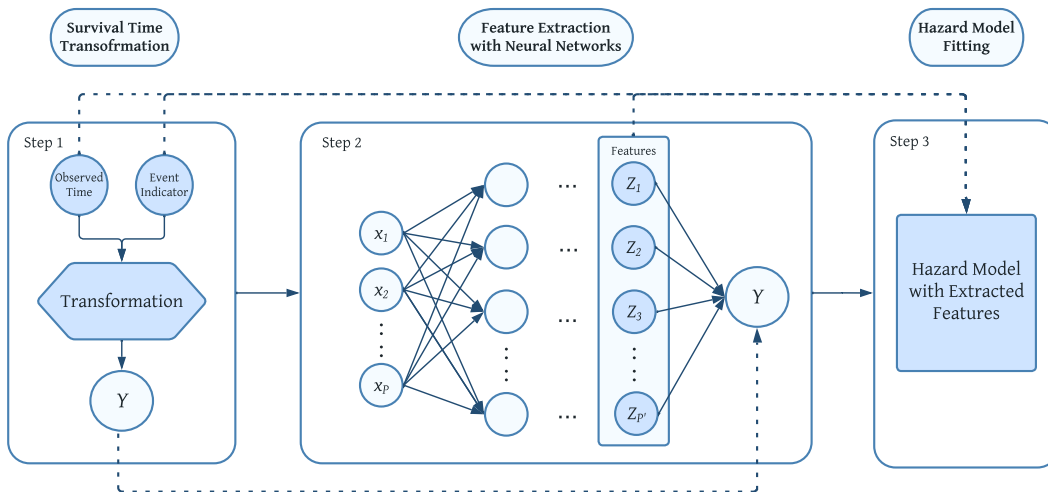 Survival Time
Transofrmation
Feature Extraction
with Neural Networks
Hazard Model
Fitting
Step 1
Observed
Time
Event
Indicator
Transformation
Y
Step 2
x1
x2
xP
...
...
...
...
Features
Z1
Z2
Z3
ZP'
Y
Step 3
Hazard Model
with Extracted
Features